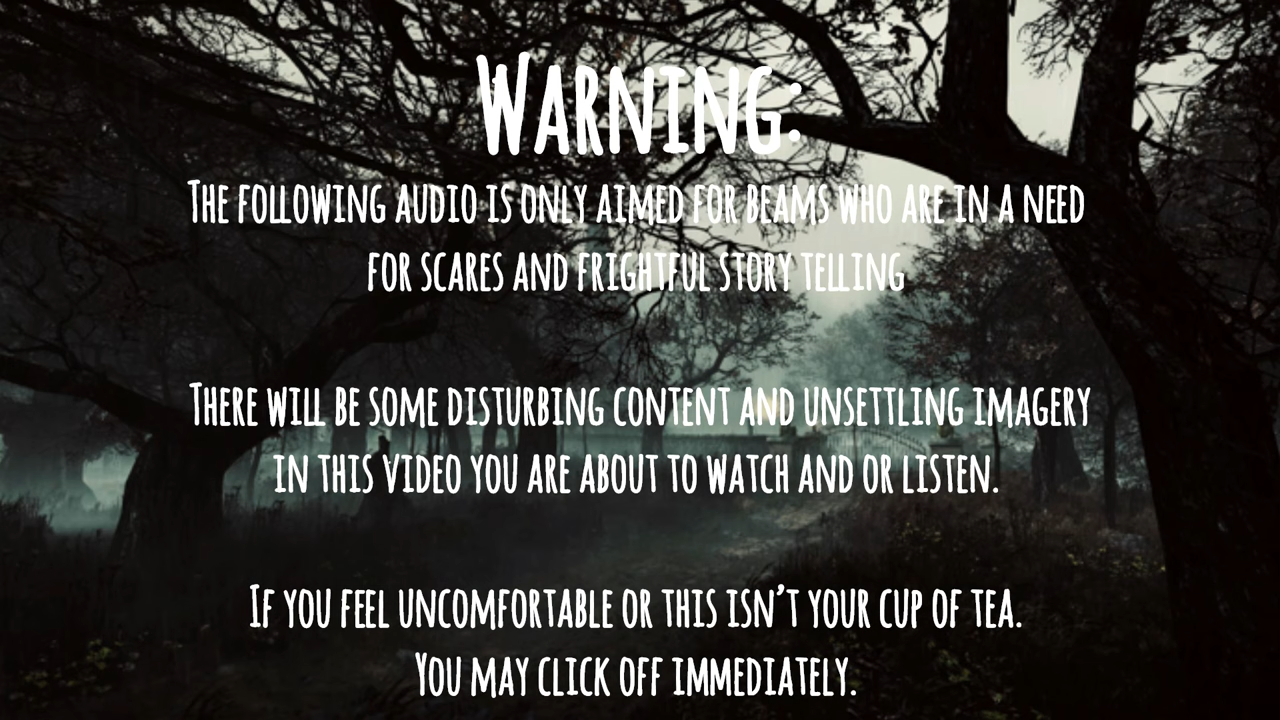 Warning:
The following audio is only aimed for beams who are in a need
for scares and frightful story telling
There will be some disturbing content and unsettling imagery
in this video you are about to watch and or listen.
If you feel uncomfortable or this isn't your cup of tea.
You may click off immediately.